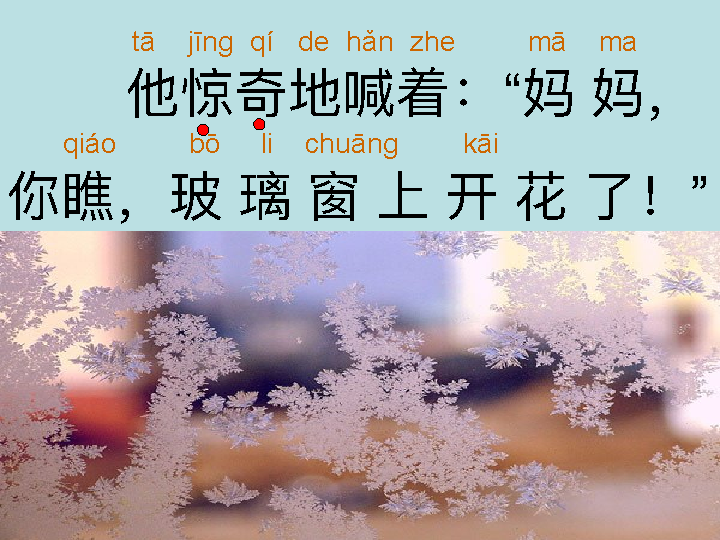 tā jīng qí de hǎn zhe mā ma
他惊奇地喊着：“妈 妈，
qiáo bō li chuāng kāi
你瞧，玻 璃 窗 上 开 花 了！”